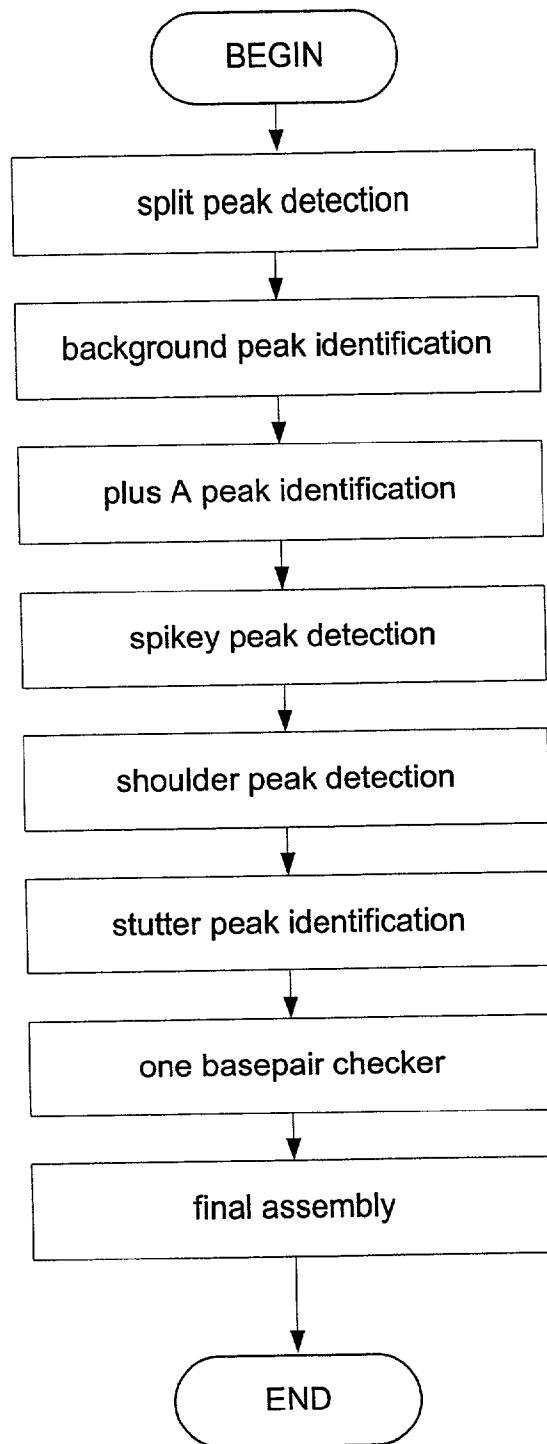 BEGIN
split peak detection
background peak identification
plus A peak identification
spikey peak detection
shoulder peak detection
stutter peak identification
one basepair checker
final assembly
END